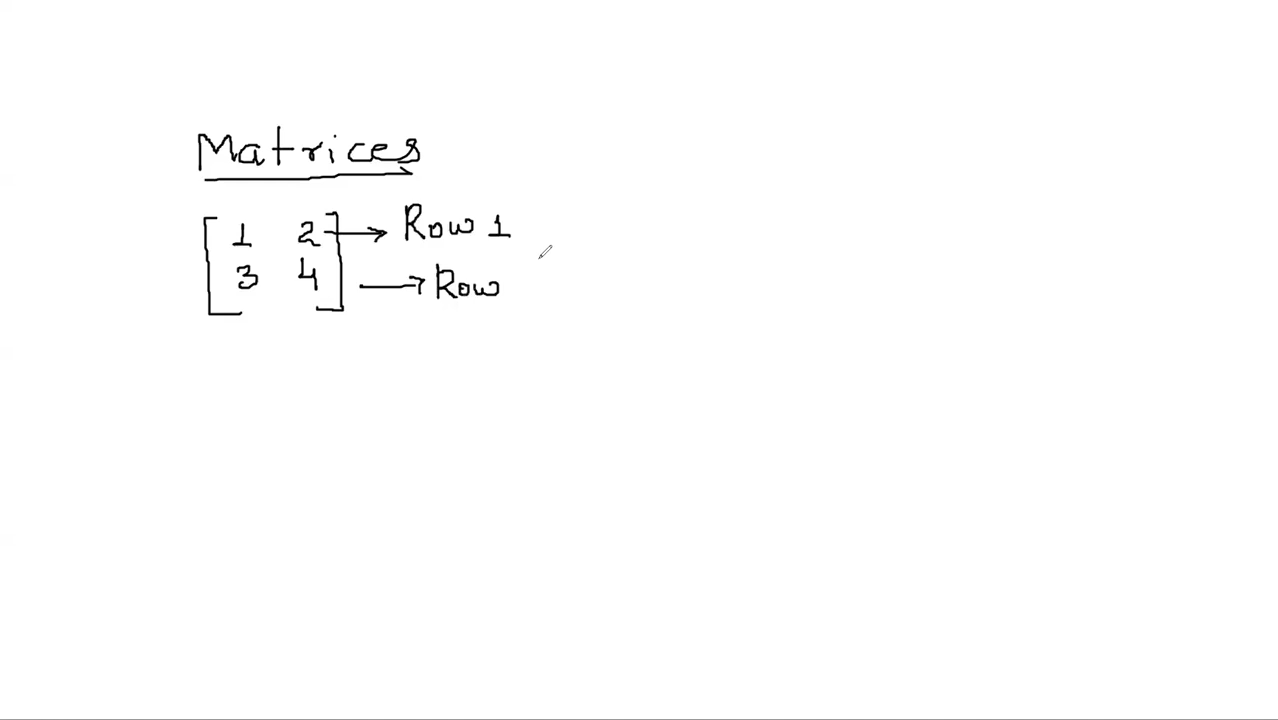 Matrices
[1 2] → Row 1
[3 4] → Row